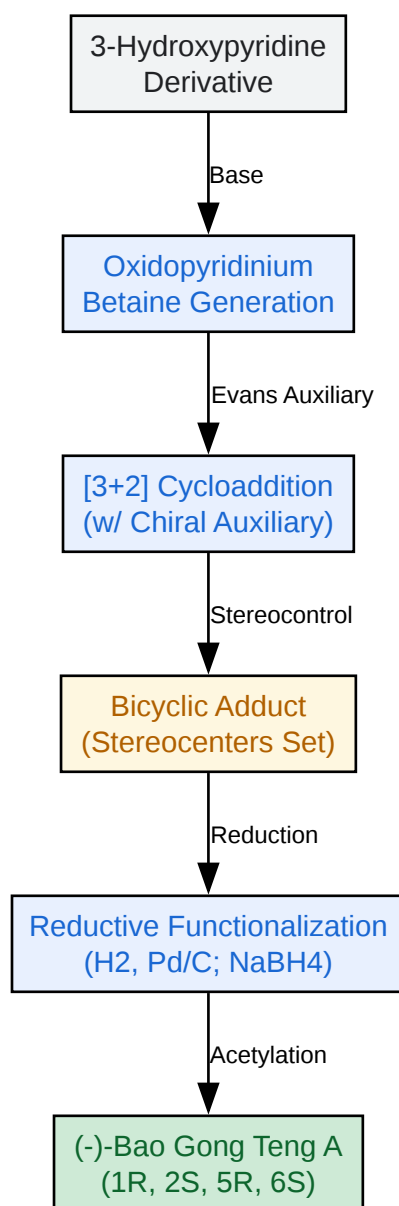 3-Hydroxypyridine
Derivative
Base
Oxidopyridinium
Betaine Generation
Evans Auxiliary
[3+2] Cycloaddition
(w/ Chiral Auxiliary)
Stereocontrol
Bicyclic Adduct
(Stereocenters Set)
Reduction
Reductive Functionalization
(H2, Pd/C; NaBH4)
Acetylation
(-)-Bao Gong Teng A
(1R, 2S, 5R, 6S)